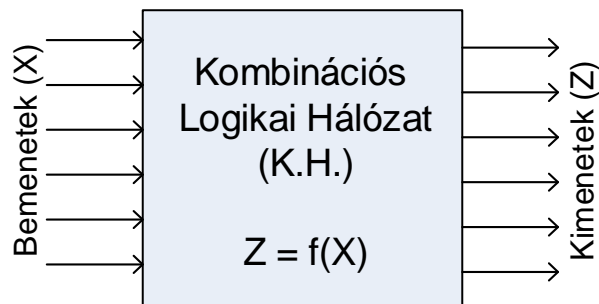 Bemenetek (X)
Kombinációs
Logikai Hálózat
(K.H.)
Z = f(X)
Kimenetek (Z)